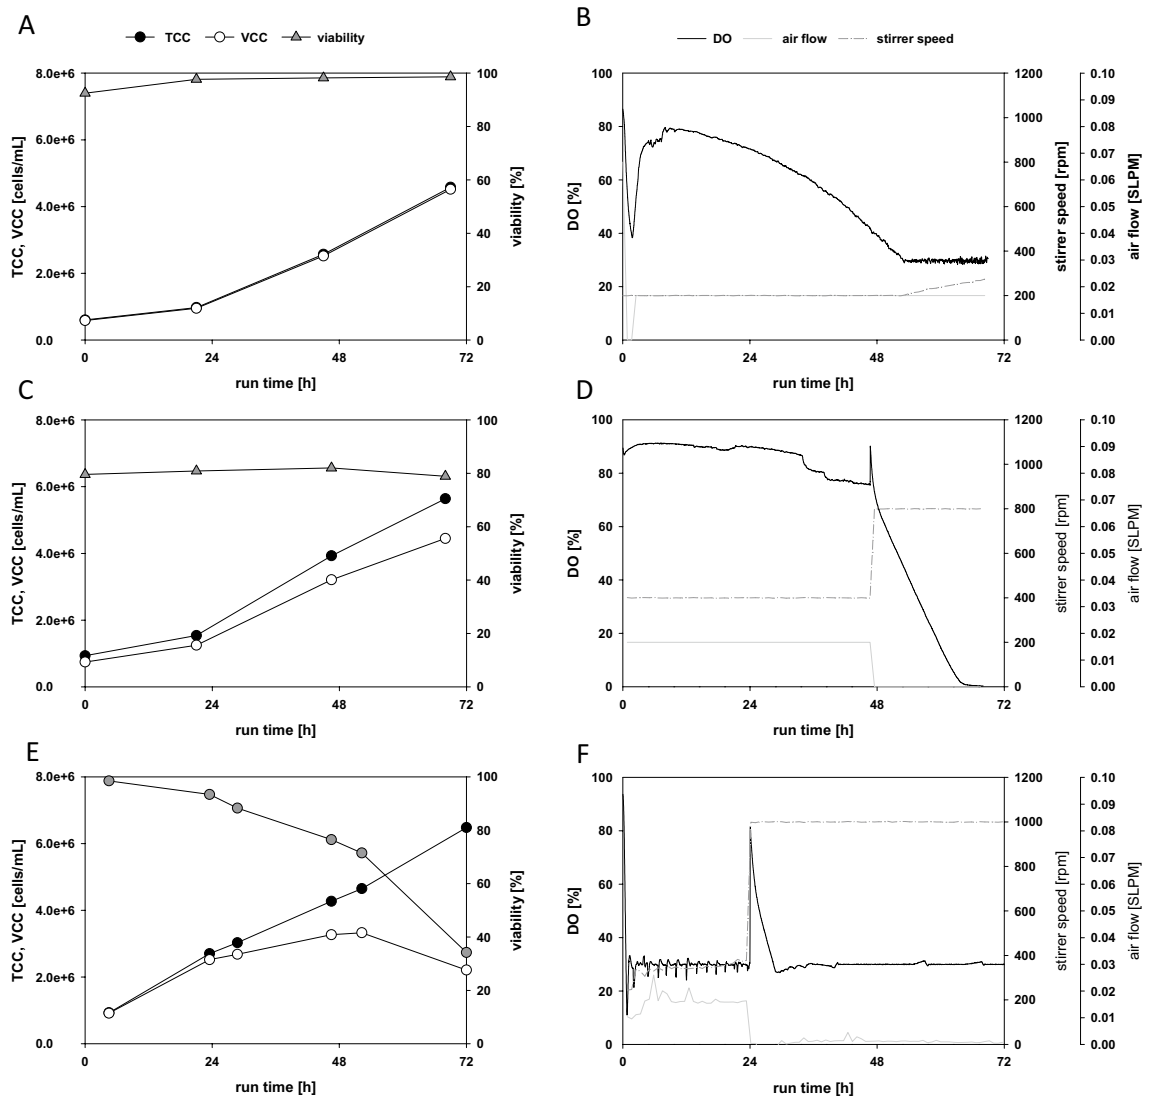 A
TCC VCC viability
8.0e+6
6.0e+6
4.0e+6
2.0e+6
0.0
TCC, VCC [cells/mL]
100
80
60
40
20
0
viability [%]
0 24 48 72
run time [h]
B
DO air flow stirrer speed
100
80
60
40
20
0
DO [%]
1200
1000
800
600
400
200
0
stirrer speed [rpm]
0.10
0.09
0.08
0.07
0.06
0.05
0.04
0.03
0.02
0.01
0.00
air flow [SLPM]
0 24 48 72
run time [h]
C
8.0e+6
6.0e+6
4.0e+6
2.0e+6
0.0
TCC, VCC [cells/mL]
100
80
60
40
20
0
viability [%]
0 24 48 72
run time [h]
D
100
80
60
40
20
0
DO [%]
1200
1000
800
600
400
200
0
stirrer speed [rpm]
0.10
0.09
0.08
0.07
0.06
0.05
0.04
0.03
0.02
0.01
0.00
air flow [SLPM]
0 24 48 72
run time [h]
E
8.0e+6
6.0e+6
4.0e+6
2.0e+6
0.0
TCC, VCC [cells/mL]
100
80
60
40
20
0
viability [%]
0 24 48 72
run time [h]
F
100
80
60
40
20
0
DO [%]
1200
1000
800
600
400
200
0
stirrer speed [rpm]
0.10
0.09
0.08
0.07
0.06
0.05
0.04
0.03
0.02
0.01
0.00
air flow [SLPM]
0 24 48 72
run time [h]